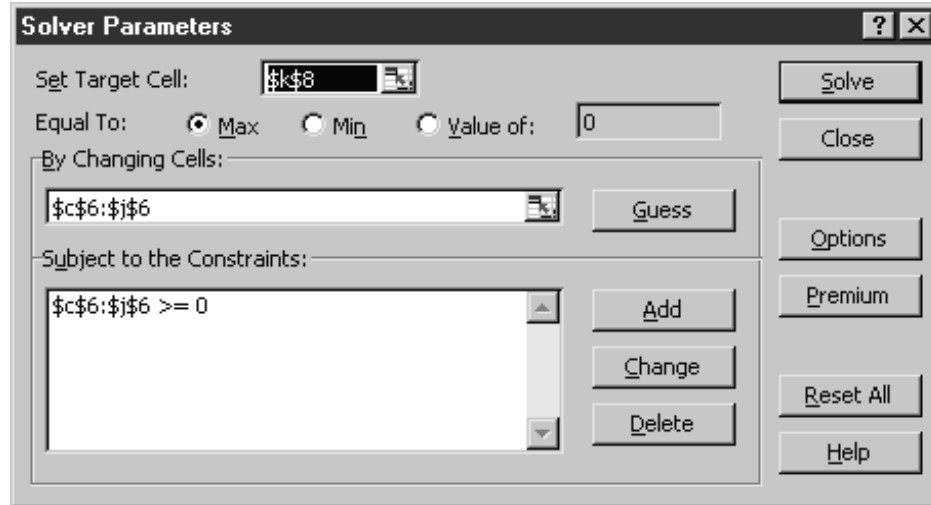 Solver Parameters
? X
Set Target Cell: $k$8
Solve
Equal To: Max Min Value of: 0
Close
By Changing Cells:
$c$6:$j$6
Guess
Options
Subject to the Constraints:
$c$6:$j$6 >= 0
Add
Premium
Change
Reset All
Delete
Help